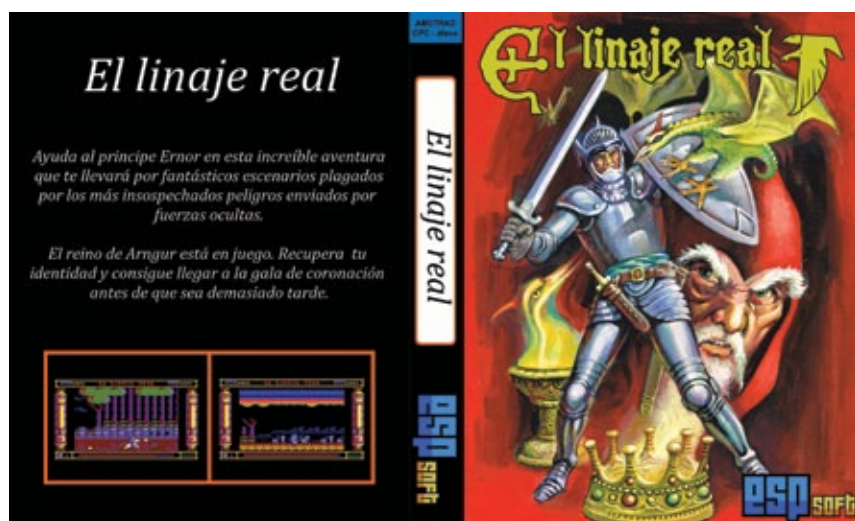 El linaje real
Ayuda al principe Ernor en esta increíble aventura
que te llevará por fantásticos escenarios plagados
por los más insospechados peligros enviados por
fuerzas ocultas.
El reino de Arngur está en juego. Recupera tu
identidad y consigue llegar a la gala de coronación
antes de que sea demasiado tarde.
AMSTRAD
CPC - disco
El linaje real
esp
soft
El linaje real
esp soft